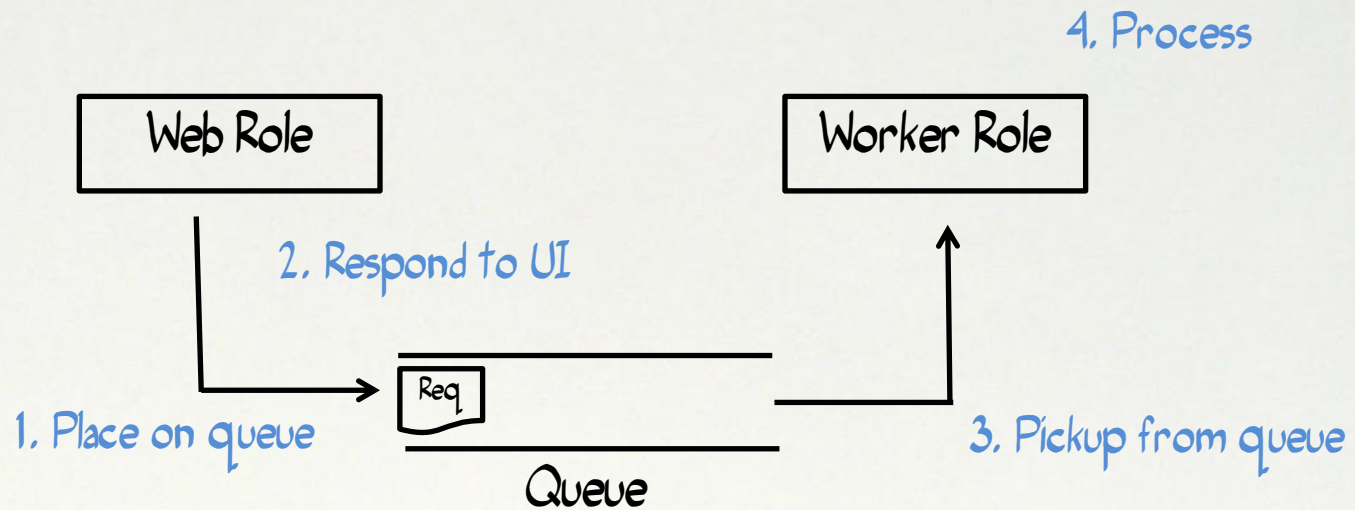 4. Process
Web Role
Worker Role
2. Respond to UI
Req
1. Place on queue
3. Pickup from queue
Queue